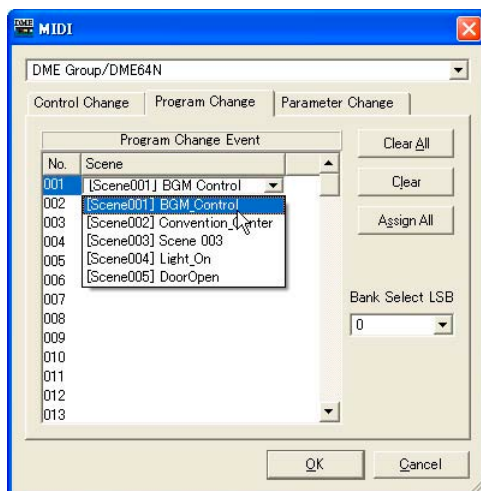 DME MIDI
DME Group/DME64N
Control Change Program Change Parameter Change
Program Change Event
No. Scene
001 [Scene001] BGM Control
002 [Scene001] BGM_Control
003 [Scene002] Convention_Center
004 [Scene003] Scene 003
005 [Scene004] Light_On
006 [Scene005] DoorOpen
007
008
009
010
011
012
013
Clear All
Clear
Assign All
Bank Select LSB
0
OK Cancel